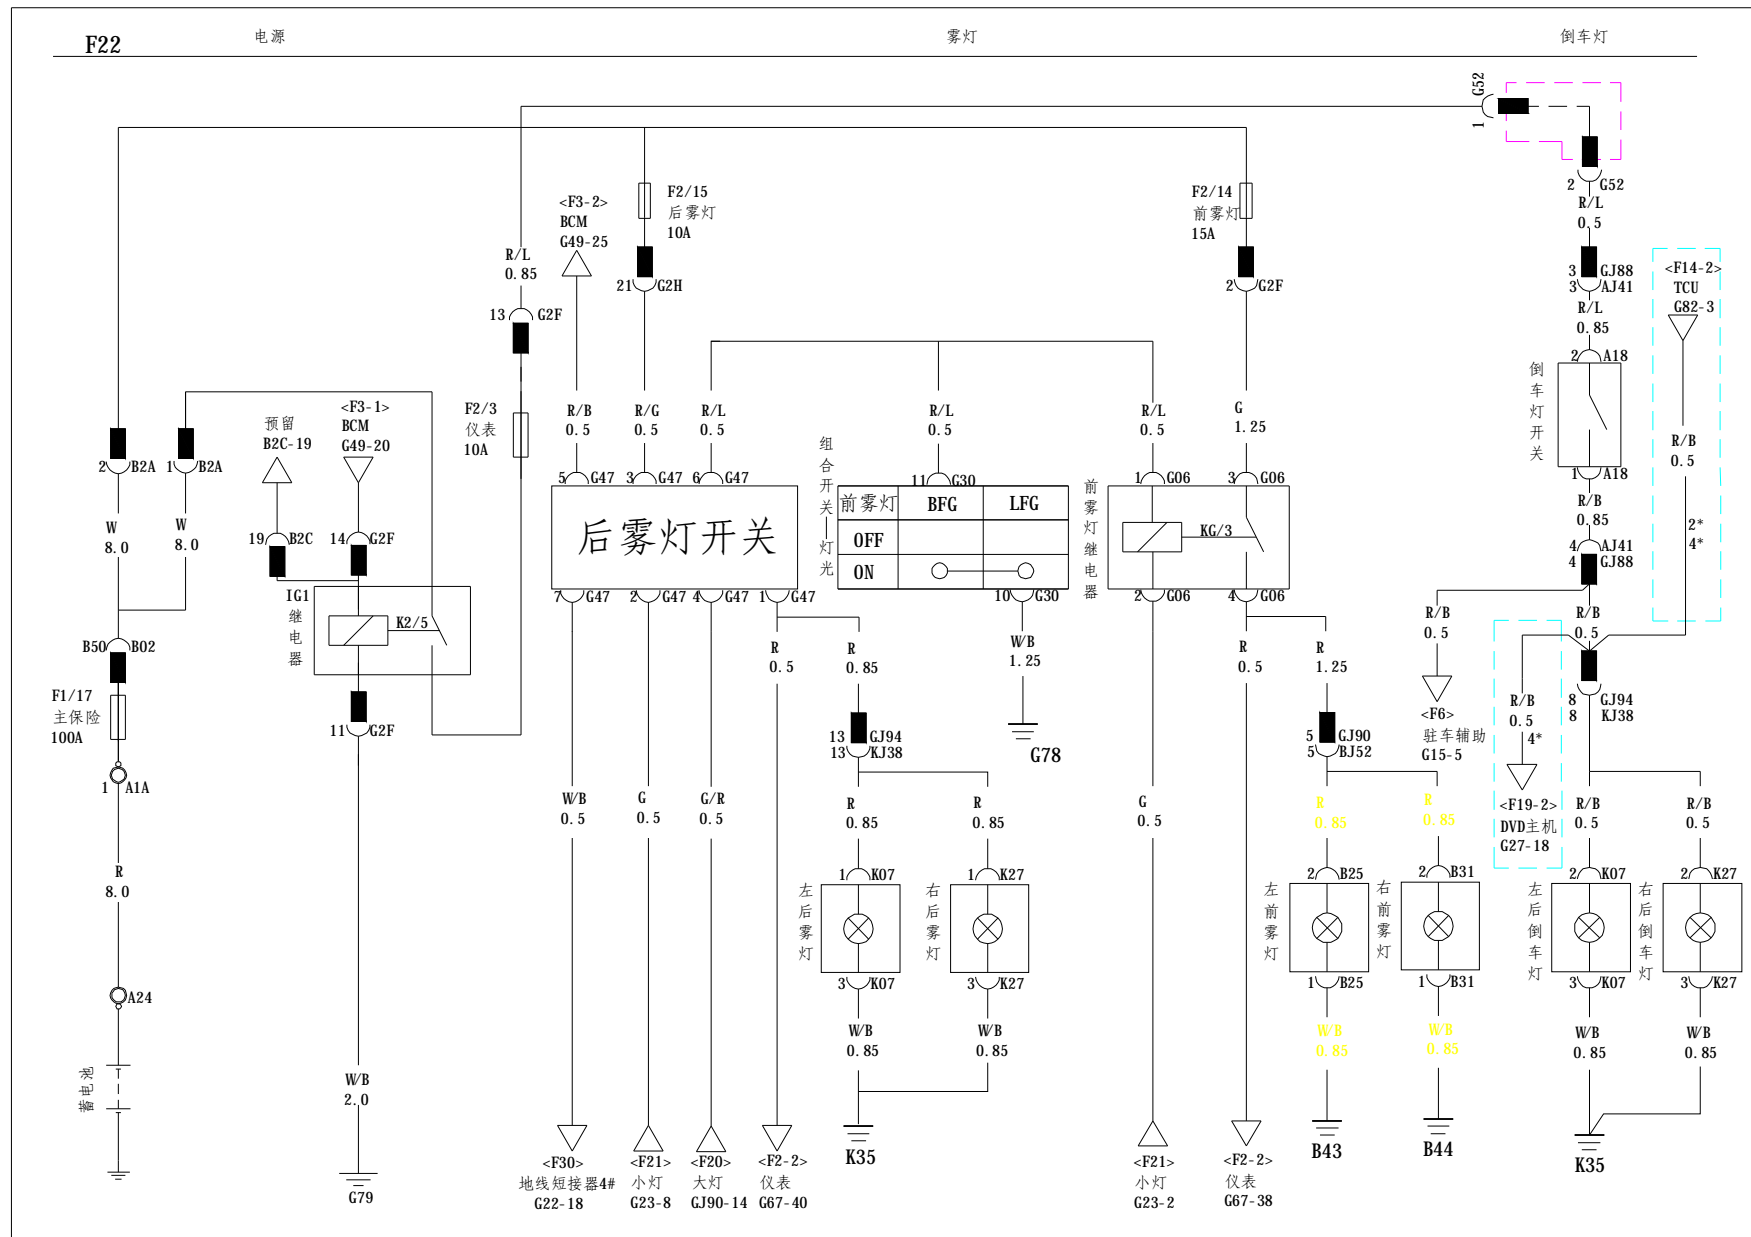 F22
电源
雾灯
倒车灯
G52
1
2 G52
R/L
0.5
F2/15
后雾灯
10A
F2/14
前雾灯
15A
<F3-2>
BCM
G49-25
R/L
0.85
21 G2H
2 G2F
3 GJ88
3 AJ41
R/L
0.85
<F14-2>
TCU
G82-3
13 G2F
2 A18
倒车灯开关
F2/3
仪表
10A
预留
B2C-19
<F3-1>
BCM
G49-20
R/B
0.5
R/G
0.5
R/L
0.5
R/L
0.5
R/L
0.5
G
1.25
R/B
0.5
2 B2A
1 B2A
5 G47
3 G47
6 G47
11 G30
1 G06
3 G06
1 A18
R/B
0.85
W
8.0
W
8.0
19 B2C
14 G2F
后雾灯开关
组合开关—灯光
前雾灯
BFG
LFG
OFF
ON
前雾灯继电器
KG/3
2*
4*
4 AJ41
4 GJ88
IG1
继电器
K2/5
7 G47
2 G47
4 G47
1 G47
10 G30
2 G06
4 G06
R/B
0.5
R/B
0.5
B50 B02
R
0.5
R
0.85
W/B
1.25
R
0.5
R
1.25
F1/17
主保险
100A
11 G2F
13 GJ94
13 KJ38
G78
5 GJ90
5 BJ52
<F6>
驻车辅助
G15-5
R/B
0.5
4*
8 GJ94
8 KJ38
1 A1A
W/B
0.5
G
0.5
G/R
0.5
R
0.85
R
0.85
G
0.5
R
0.85
R
0.85
<F19-2>
DVD主机
G27-18
R/B
0.5
R/B
0.5
R
8.0
1 K07
1 K27
2 B25
2 B31
2 K07
2 K27
左后雾灯
右后雾灯
左前雾灯
右前雾灯
左后倒车灯
右后倒车灯
3 K07
3 K27
1 B25
1 B31
3 K07
3 K27
A24
W/B
0.85
W/B
0.85
W/B
0.85
W/B
0.85
W/B
0.85
W/B
0.85
蓄电池
W/B
2.0
G79
<F30>
地线短接器4#
G22-18
<F21>
小灯
G23-8
<F20>
大灯
GJ90-14
<F2-2>
仪表
G67-40
K35
<F21>
小灯
G23-2
<F2-2>
仪表
G67-38
B43
B44
K35